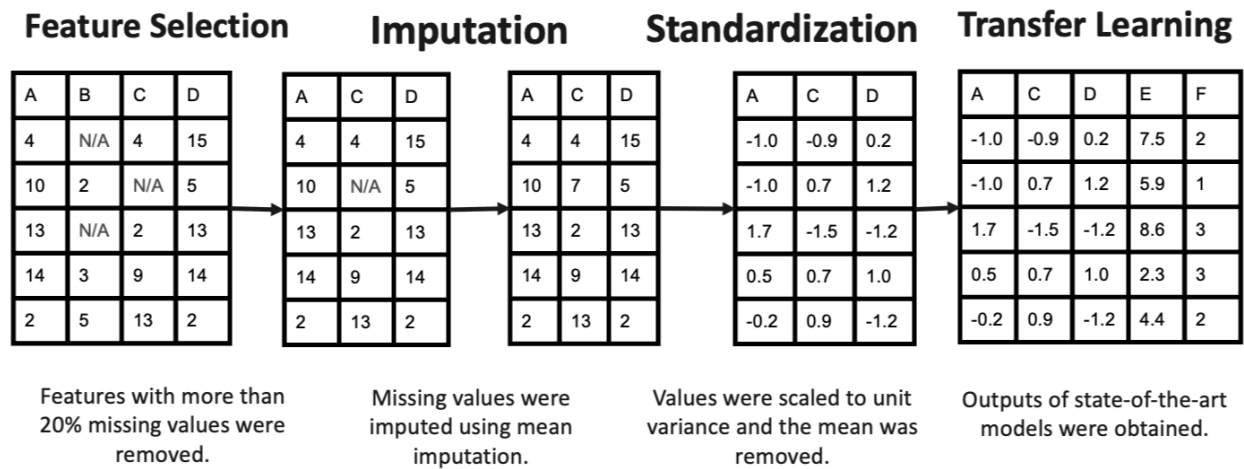 Feature Selection Imputation Standardization Transfer Learning
A B C D
4 N/A 4 15
10 2 N/A 5
13 N/A 2 13
14 3 9 14
2 5 13 2
A C D
4 4 15
10 N/A 5
13 2 13
14 9 14
2 13 2
A C D
4 4 15
10 7 5
13 2 13
14 9 14
2 13 2
A C D
-1.0 -0.9 0.2
-1.0 0.7 1.2
1.7 -1.5 -1.2
0.5 0.7 1.0
-0.2 0.9 -1.2
A C D E F
-1.0 -0.9 0.2 7.5 2
-1.0 0.7 1.2 5.9 1
1.7 -1.5 -1.2 8.6 3
0.5 0.7 1.0 2.3 3
-0.2 0.9 -1.2 4.4 2
Features with more than
20% missing values were
removed.
Missing values were
imputed using mean
imputation.
Values were scaled to unit
variance and the mean was
removed.
Outputs of state-of-the-art
models were obtained.